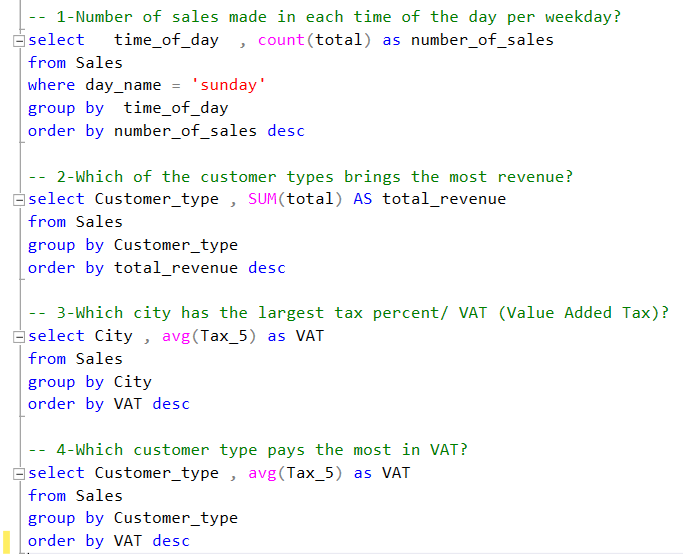 -- 1-Number of sales made in each time of the day per weekday?
select   time_of_day  , count(total) as number_of_sales
from Sales
where day_name = 'sunday'
group by  time_of_day
order by number_of_sales desc
-- 2-Which of the customer types brings the most revenue?
select Customer_type , SUM(total) AS total_revenue
from Sales
group by Customer_type
order by total_revenue desc
-- 3-Which city has the largest tax percent/ VAT (Value Added Tax)?
select City , avg(Tax_5) as VAT
from Sales
group by City
order by VAT desc
-- 4-Which customer type pays the most in VAT?
select Customer_type , avg(Tax_5) as VAT
from Sales
group by Customer_type
order by VAT desc